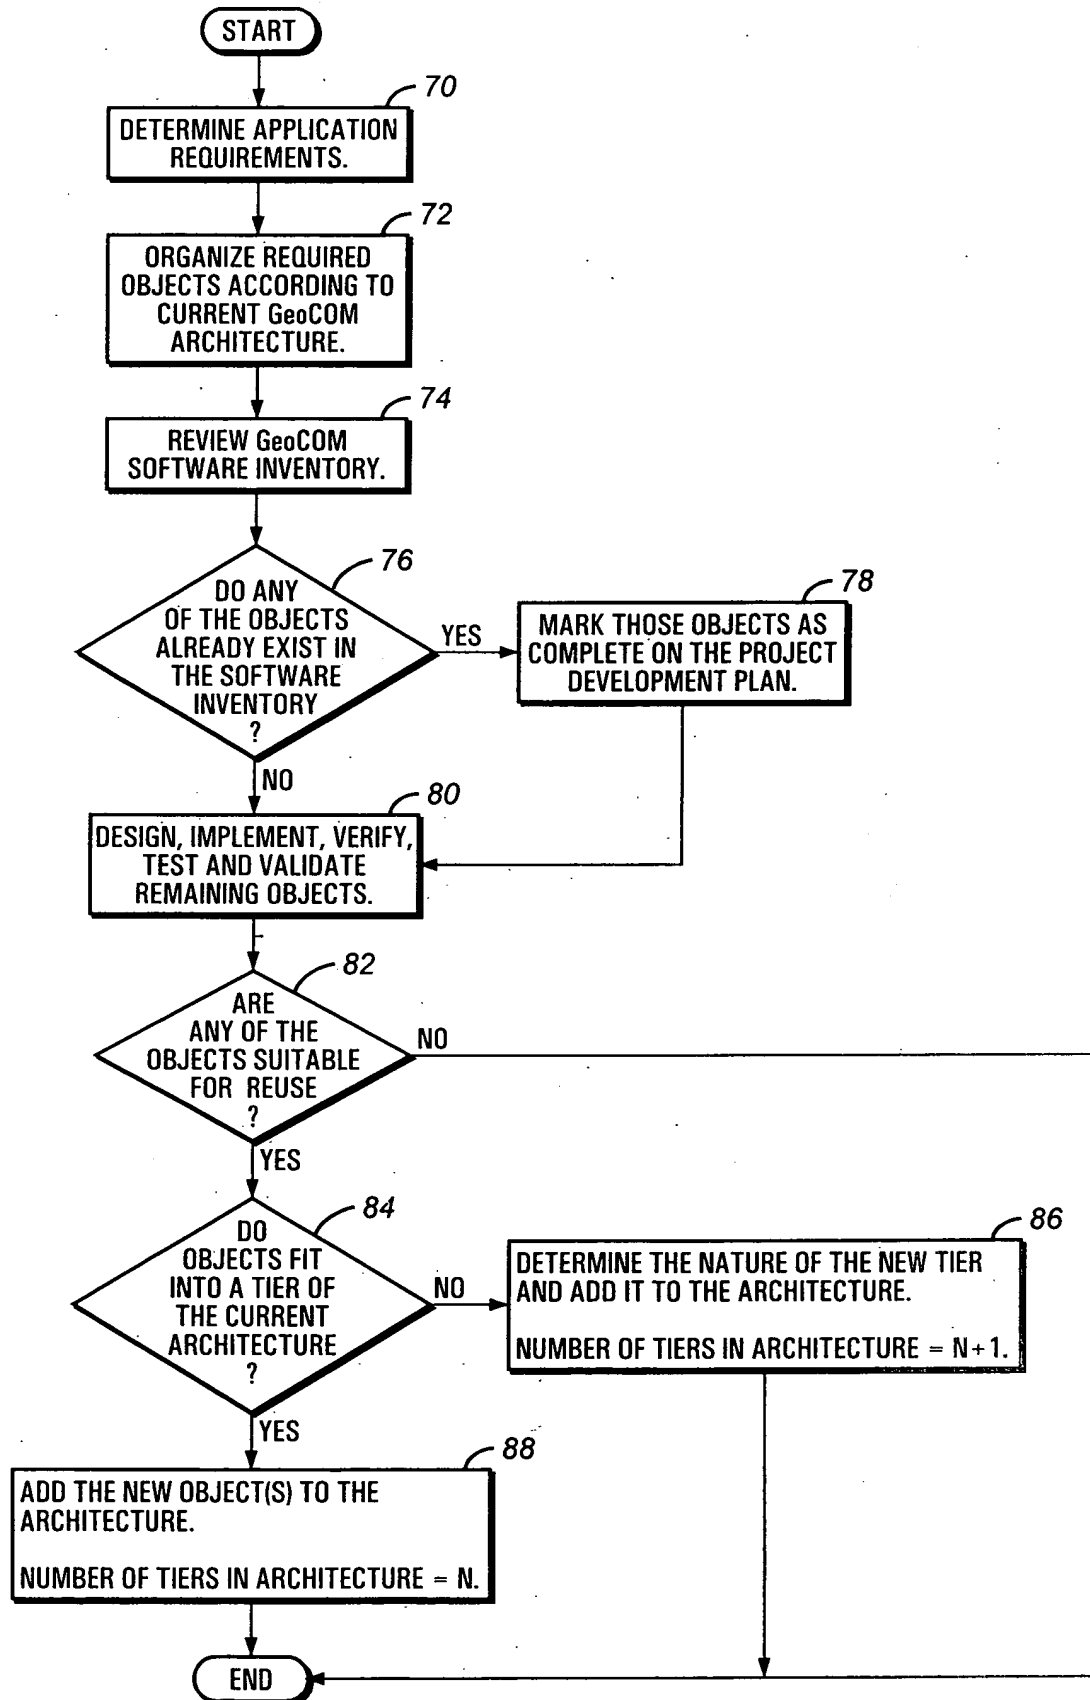 START
70
DETERMINE APPLICATION
REQUIREMENTS.
72
ORGANIZE REQUIRED
OBJECTS ACCORDING TO
CURRENT GeoCOM
ARCHITECTURE.
74
REVIEW GeoCOM
SOFTWARE INVENTORY.
76
DO ANY
OF THE OBJECTS
ALREADY EXIST IN
THE SOFTWARE
INVENTORY
?
YES
78
MARK THOSE OBJECTS AS
COMPLETE ON THE PROJECT
DEVELOPMENT PLAN.
NO
80
DESIGN, IMPLEMENT, VERIFY,
TEST AND VALIDATE
REMAINING OBJECTS.
82
ARE
ANY OF THE
OBJECTS SUITABLE
FOR REUSE
?
NO
YES
84
DO
OBJECTS FIT
INTO A TIER OF
THE CURRENT
ARCHITECTURE
?
NO
86
DETERMINE THE NATURE OF THE NEW TIER
AND ADD IT TO THE ARCHITECTURE.
NUMBER OF TIERS IN ARCHITECTURE = N+1.
YES
88
ADD THE NEW OBJECT(S) TO THE
ARCHITECTURE.
NUMBER OF TIERS IN ARCHITECTURE = N.
END